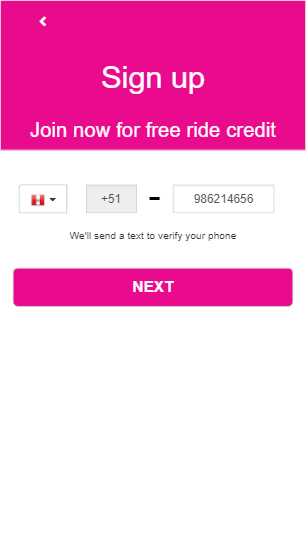 Sign up
Join now for free ride credit
+51 - 986214656
We'll send a text to verify your phone
NEXT